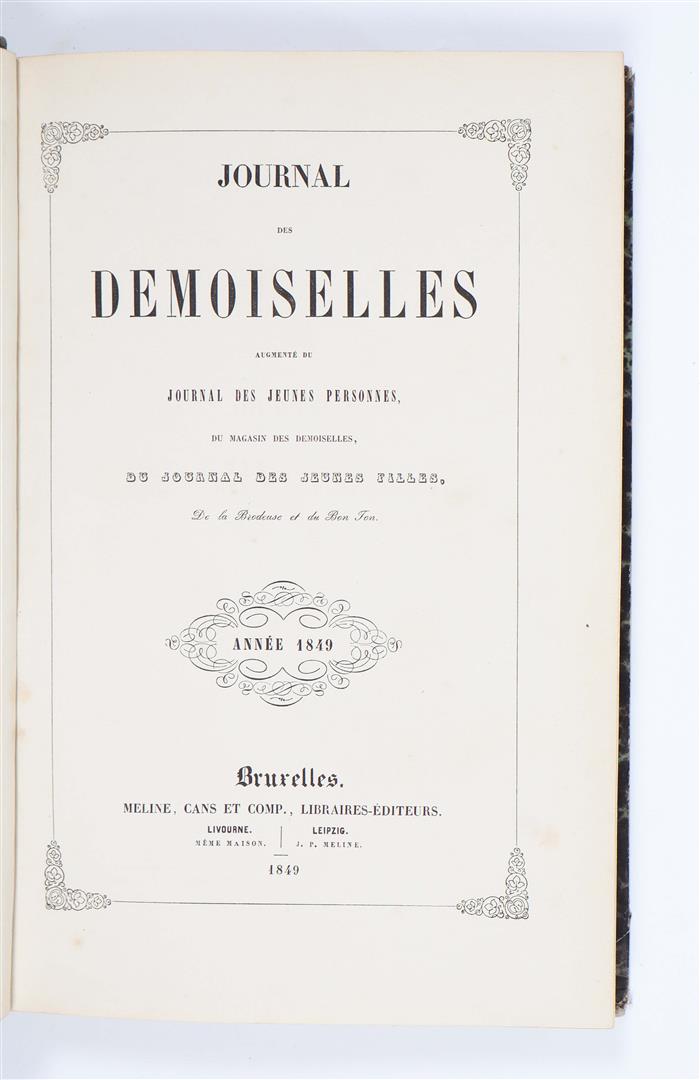 JOURNAL
DES
DEMOISELLES
AUGMENTÉ DU
JOURNAL DES JEUNES PERSONNES,
DU MAGASIN DES DEMOISELLES,
DU JOURNAL DES JEUNES FILLES,
De la Brodeuse et du Bon Ton.
ANNÉE 1849
Bruxelles.
MELINE, CANS ET COMP., LIBRAIRES-ÉDITEURS.
LIVOURNE. LEIPZIG.
MÊME MAISON. J. P. MELINE.
1849